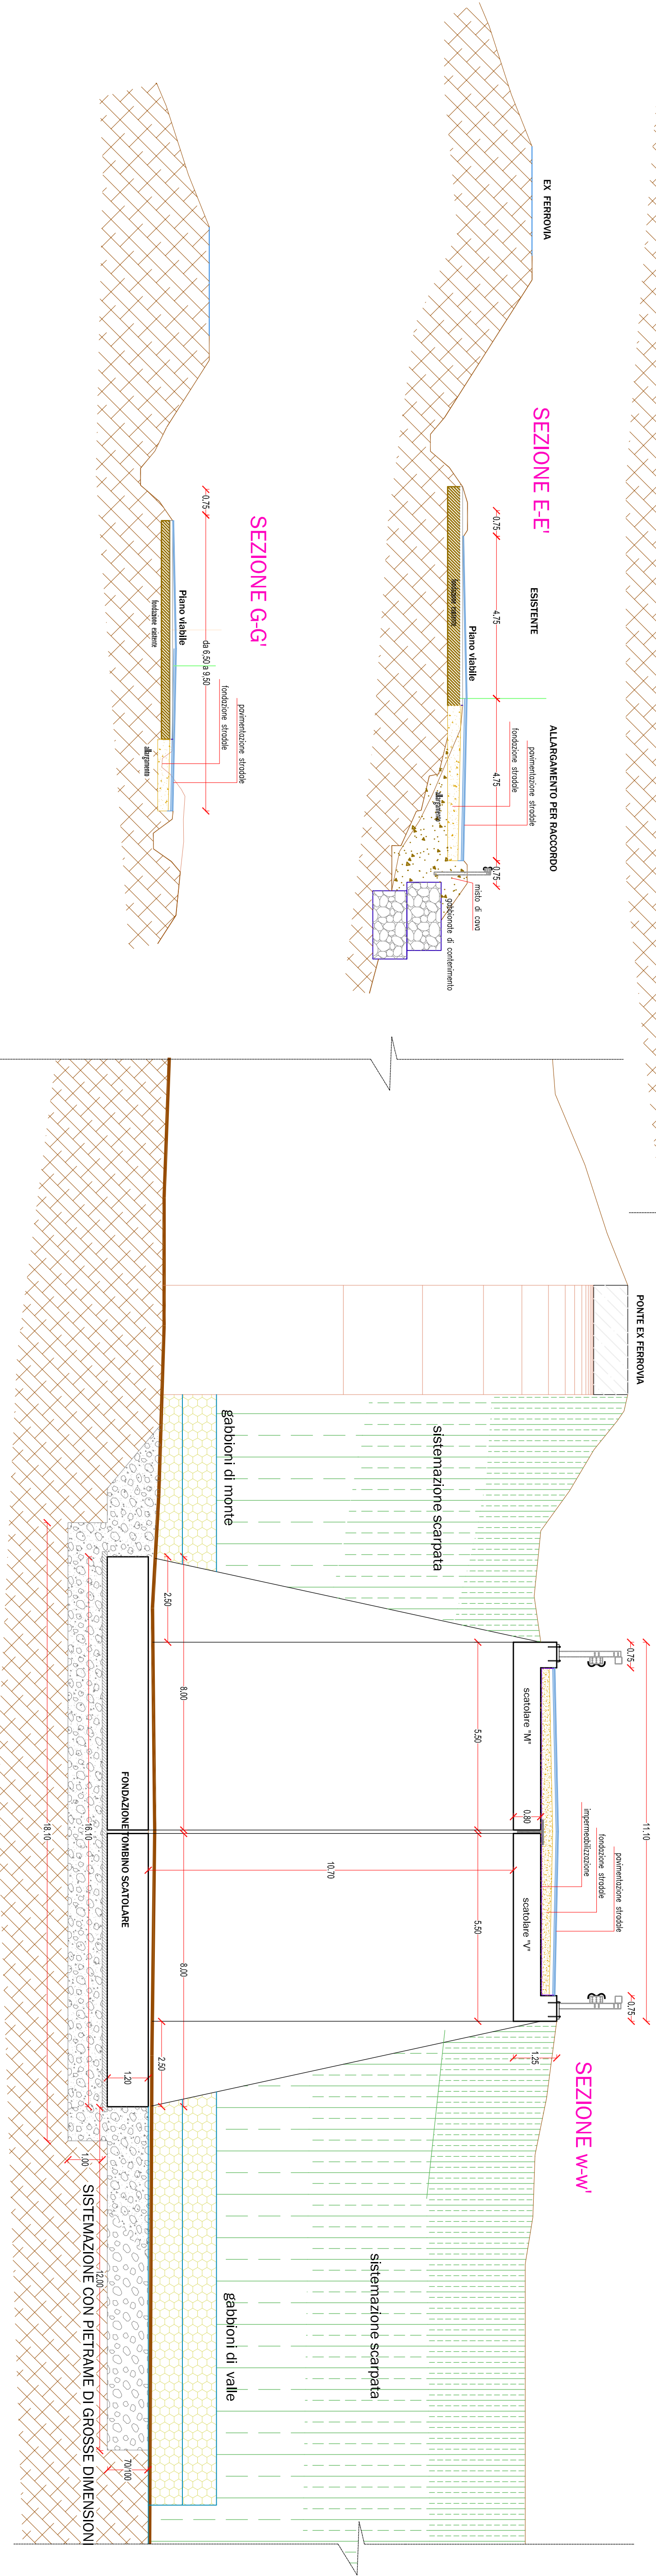 SEZIONE E-E'
EX FERROVIA
ESISTENTE
ALLARGAMENTO PER RACCORDO
0,75
4,75
4,75
0,75
Piano viabile
fondazione esistente
pavimentazione stradale
fondazione stradale
allargamento
misto di cava
gabbionate di contenimento
SEZIONE G-G'
0,75
da 6,50 a 9,50
Piano viabile
fondazione esistente
pavimentazione stradale
fondazione stradale
allargamento
SEZIONE w-w'
PONTE EX FERROVIA
11.10
0,75
0,75
pavimentazione stradale
fondazione stradale
impermeabilizzazione
scatolare "M"
scatolare "V"
0,80
1,25
5,50
5,50
sistemazione scarpata
sistemazione scarpata
10.70
gabbioni di monte
gabbioni di valle
8,00
8,00
2,50
2,50
FONDAZIONE TOMBINO SCATOLARE
1,20
70/100
16.10
12,00
1,00
SISTEMAZIONE CON PIETRAME DI GROSSE DIMENSIONI
18.10